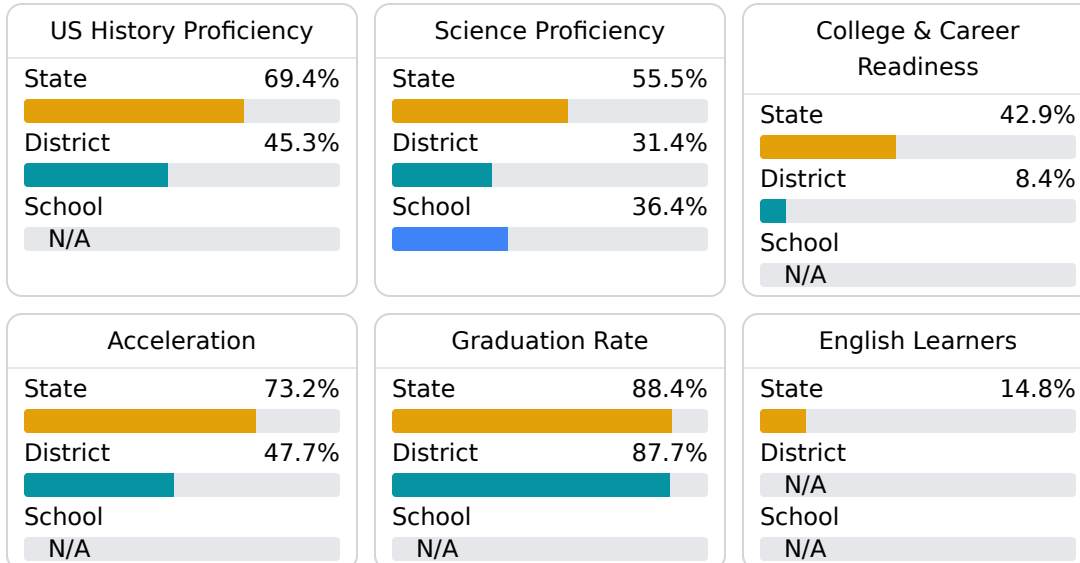 US History Proficiency
State 69.4%
District 45.3%
School
N/A
Science Proficiency
State 55.5%
District 31.4%
School 36.4%
College & Career
Readiness
State 42.9%
District 8.4%
School
N/A
Acceleration
State 73.2%
District 47.7%
School
N/A
Graduation Rate
State 88.4%
District 87.7%
School
N/A
English Learners
State 14.8%
District
N/A
School
N/A